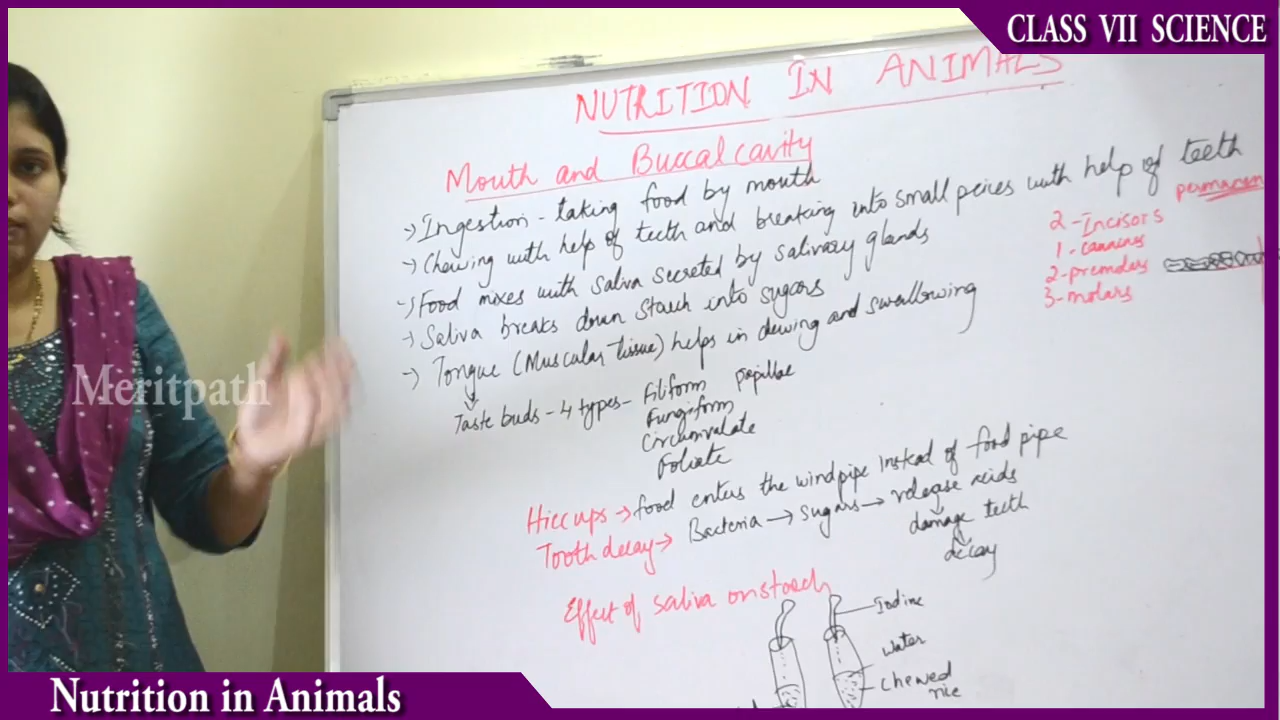 CLASS VII SCIENCE
NUTRITION IN ANIMALS
Mouth and Buccal cavity
→ Ingestion - taking food by mouth
→ Chewing with help of teeth and breaking into small peices with help of teeth
→ Food mixes with saliva secreted by salivary glands
→ Saliva breaks down starch into sugars
→ Tongue (Muscular tissue) helps in chewing and swallowing
Taste buds - 4 types - Filiform papillae
Fungiform
Circumvalate
Foliate
permanen
2 - Incisors
1 - cannines
2 - premolars
3 - molars
Hiccups → food enters the windpipe instead of food pipe
Tooth decay → Bacteria → sugars → release acids
damage teeth
decay
Effect of saliva on starch
Iodine
water
chewed
rice
Meritpath
Nutrition in Animals